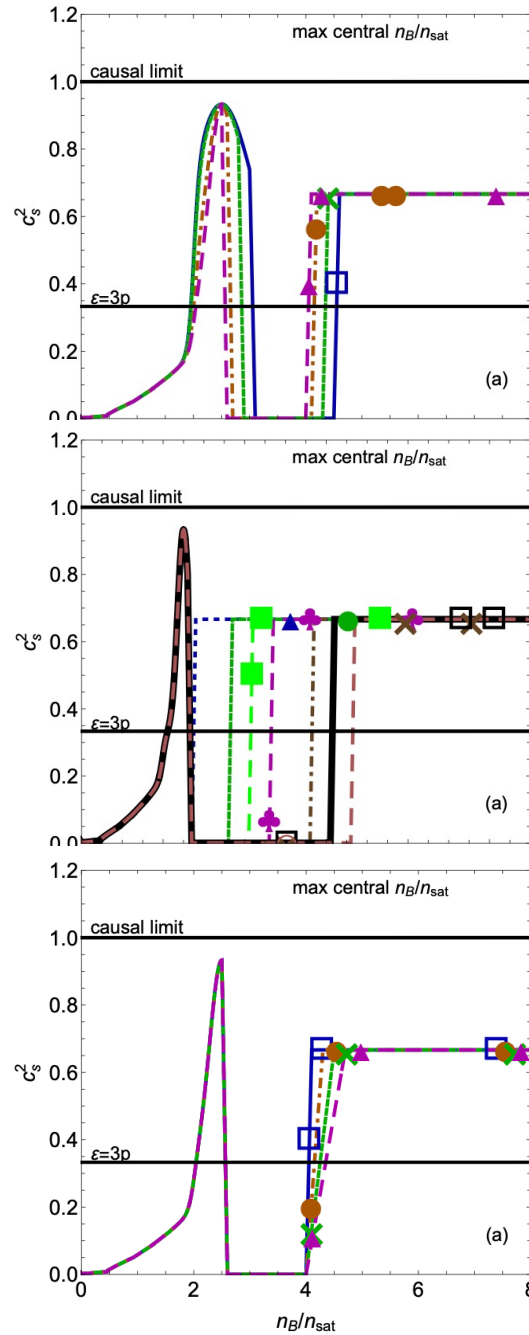 1.2
max central n_B/n_sat
causal limit
1.0
0.8
c_s^2
0.6
0.4
ε=3p
0.2
(a)
0.0
1.2
max central n_B/n_sat
causal limit
1.0
0.8
c_s^2
0.6
0.4
ε=3p
0.2
(a)
0.0
1.2
max central n_B/n_sat
causal limit
1.0
0.8
c_s^2
0.6
0.4
ε=3p
0.2
(a)
0.0
0 2 4 6 8
n_B/n_sat